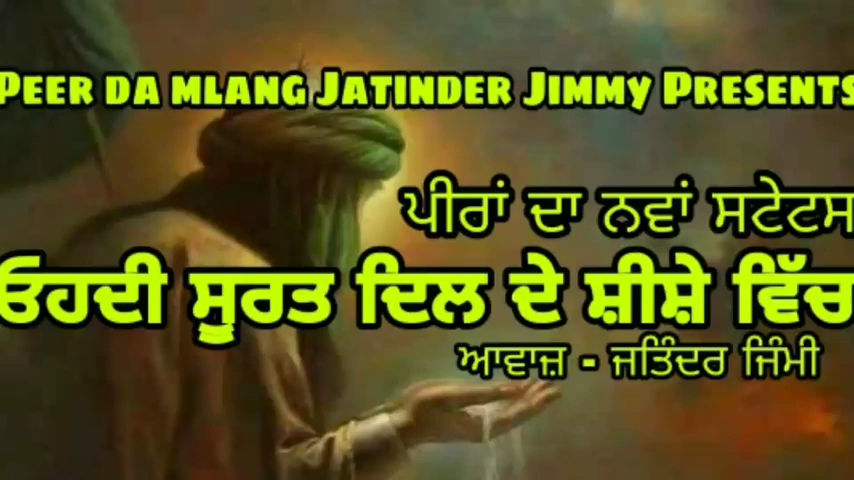 Peer da mlang Jatinder Jimmy Presents
ਪੀਰਾਂ ਦਾ ਨਵਾਂ ਸਟੇਟਸ
ਓਹਦੀ ਸੂਰਤ ਦਿਲ ਦੇ ਸ਼ੀਸ਼ੇ ਵਿੱਚ
ਆਵਾਜ਼ - ਜਤਿੰਦਰ ਜਿੰਮੀ